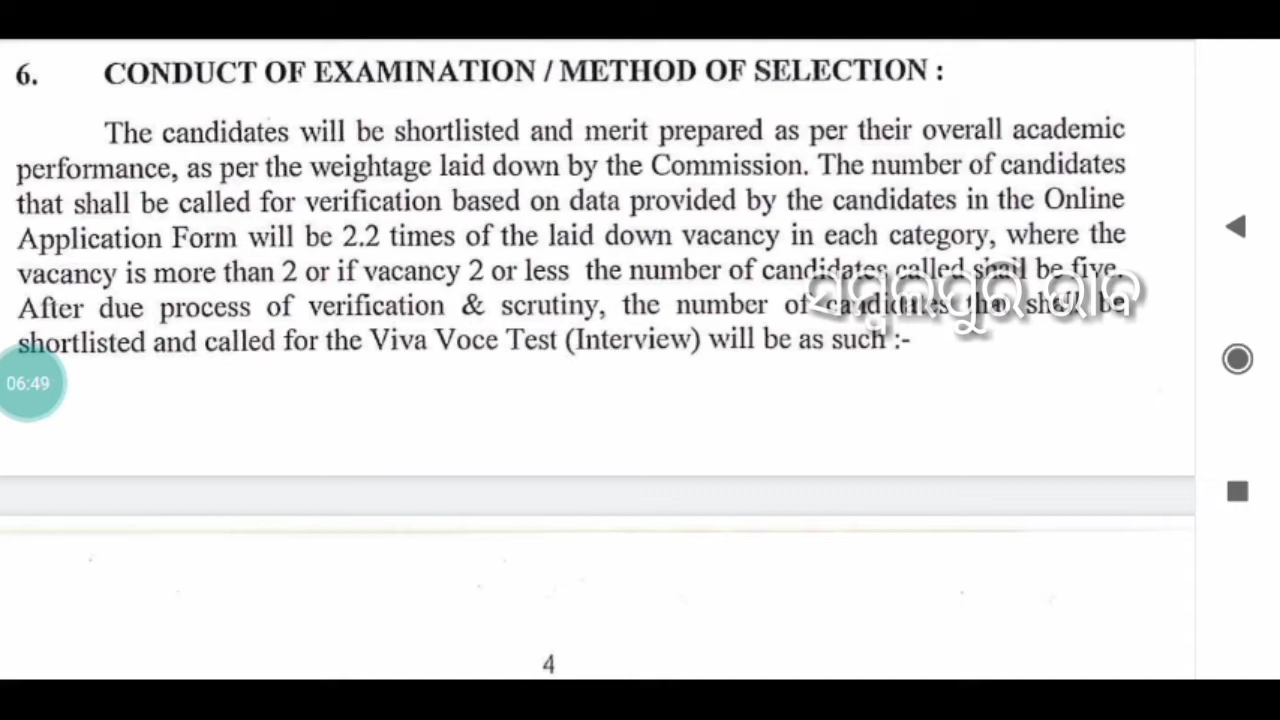 6. CONDUCT OF EXAMINATION / METHOD OF SELECTION :
The candidates will be shortlisted and merit prepared as per their overall academic
performance, as per the weightage laid down by the Commission. The number of candidates
that shall be called for verification based on data provided by the candidates in the Online
Application Form will be 2.2 times of the laid down vacancy in each category, where the
vacancy is more than 2 or if vacancy 2 or less the number of candidates called shall be five.
After due process of verification & scrutiny, the number of candidates that shall be
shortlisted and called for the Viva Voce Test (Interview) will be as such :-
06:49
4